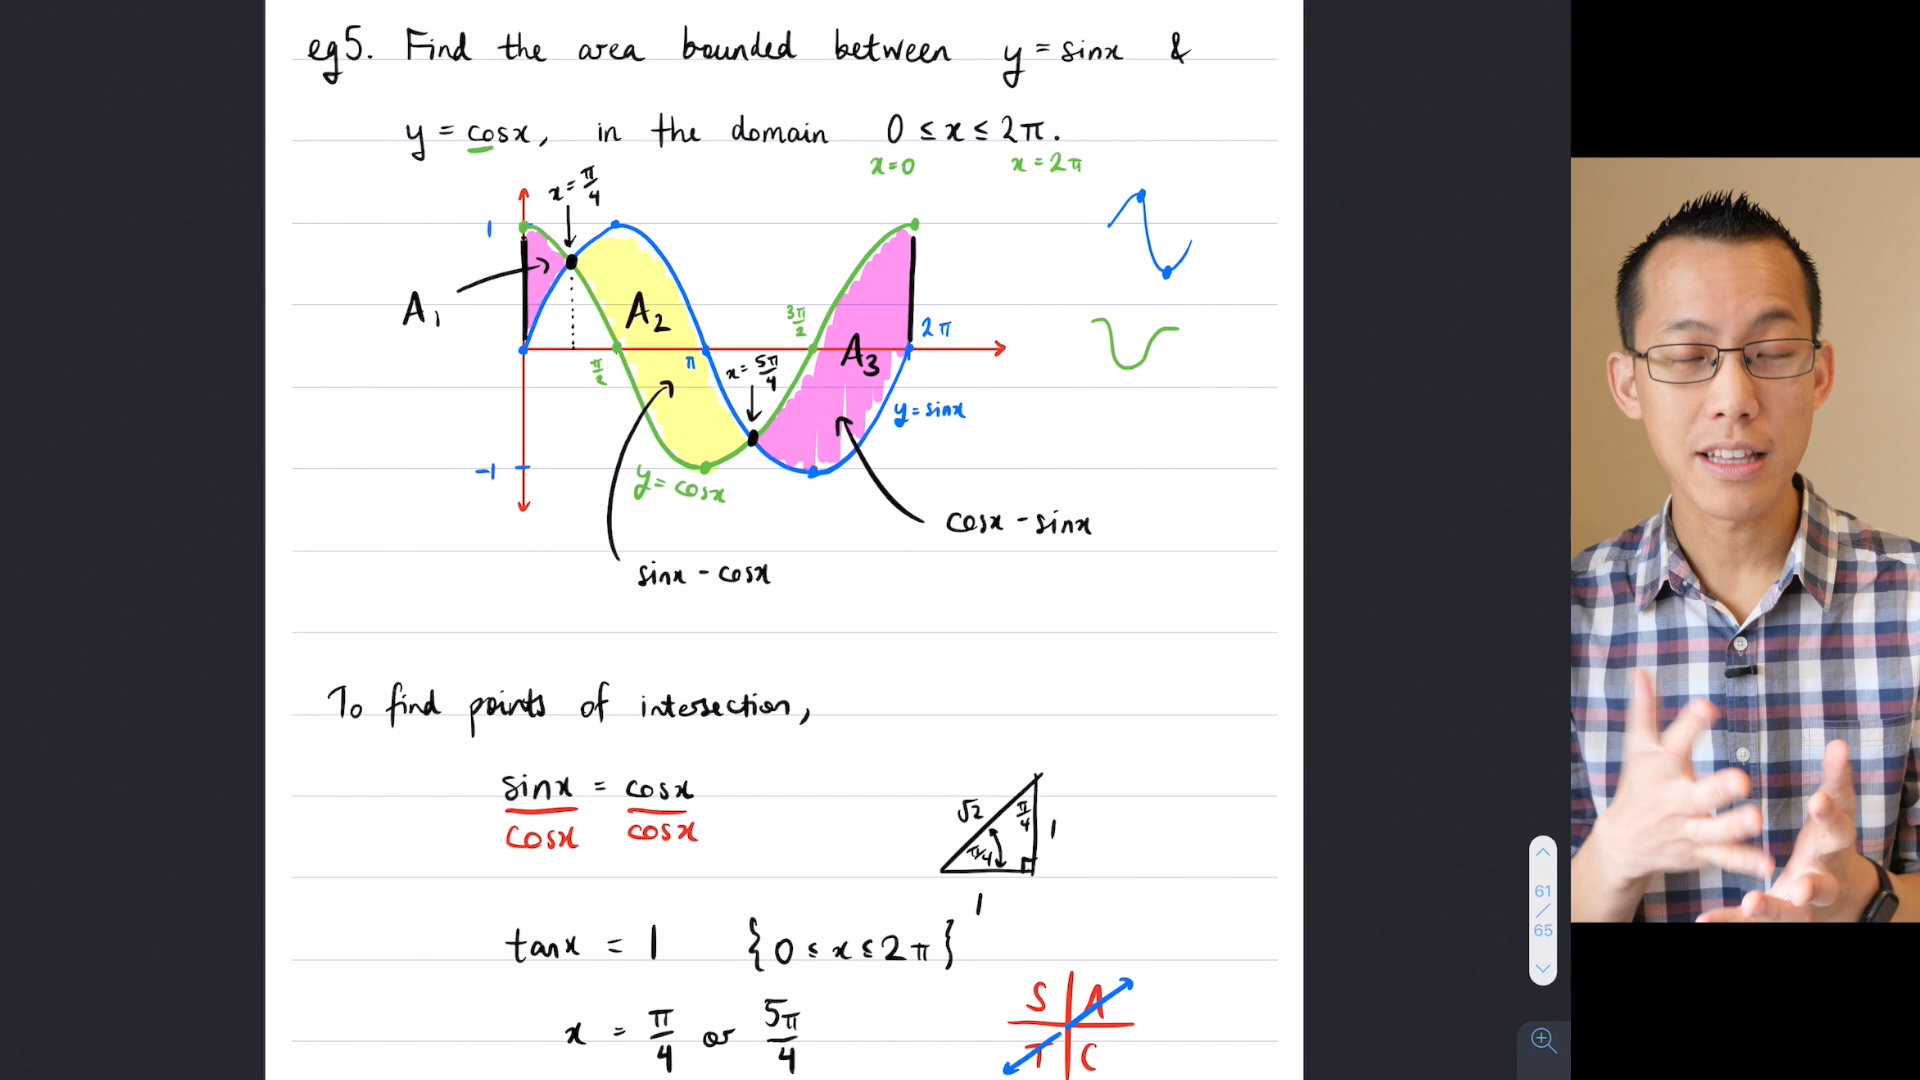 eg5. Find the area bounded between y = sinx &
y = cosx, in the domain 0 ≤ x ≤ 2π.
x=0 x=2π
x=π/4
1
A₁
A₂
3π/2
2π
A₃
π/2
π
x=5π/4
y=sinx
-1
y=cosx
cosx - sinx
sinx - cosx
To find points of intersection,
sinx/cosx = cosx/cosx
√2 π/4 1
π/4
1
tanx = 1 {0 ≤ x ≤ 2π}
S A
x = π/4 or 5π/4
T C
61
/
65